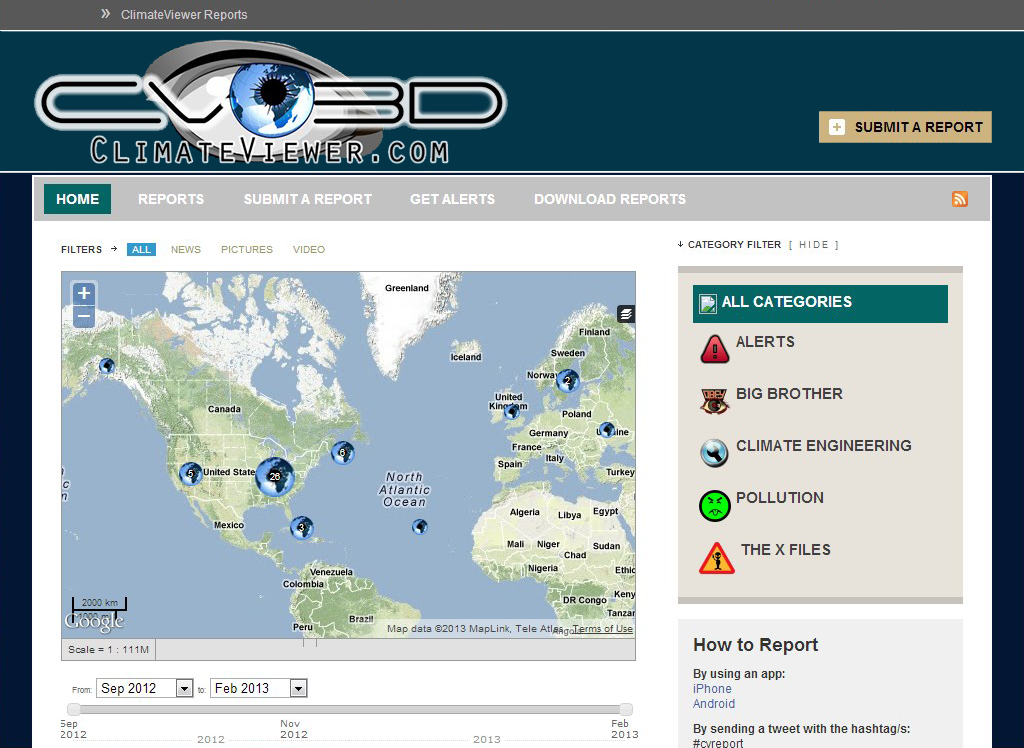 » ClimateViewer Reports
CV3D
CLIMATEVIEWER.COM
SUBMIT A REPORT
HOME REPORTS SUBMIT A REPORT GET ALERTS DOWNLOAD REPORTS
FILTERS → ALL NEWS PICTURES VIDEO
↓ CATEGORY FILTER [ HIDE ]
ALL CATEGORIES
ALERTS
BIG BROTHER
CLIMATE ENGINEERING
POLLUTION
THE X FILES
+
−
Greenland
Finland
Iceland
Sweden
Norway
2
United
Kingdom
Canada
Poland
Germany
France
6
Italy
Spain
5
United State
26
Turkey
North
Atlantic
Ocean
Algeria
Libya
Egypt
Mexico
3
Mali
Niger
Chad
Sudan
Nigeria
Venezuela
Colombia
DR Congo
Keny
Tanzar
Brazil
Peru
2000 km
Google
Map data ©2013 MapLink, Tele Atlas - Terms of Use
Angola
Scale = 1 : 111M
From: Sep 2012 to: Feb 2013
Sep
2012
Nov
2012
Feb
2013
2012
2013
How to Report
By using an app:
iPhone
Android
By sending a tweet with the hashtag/s:
#cvreport